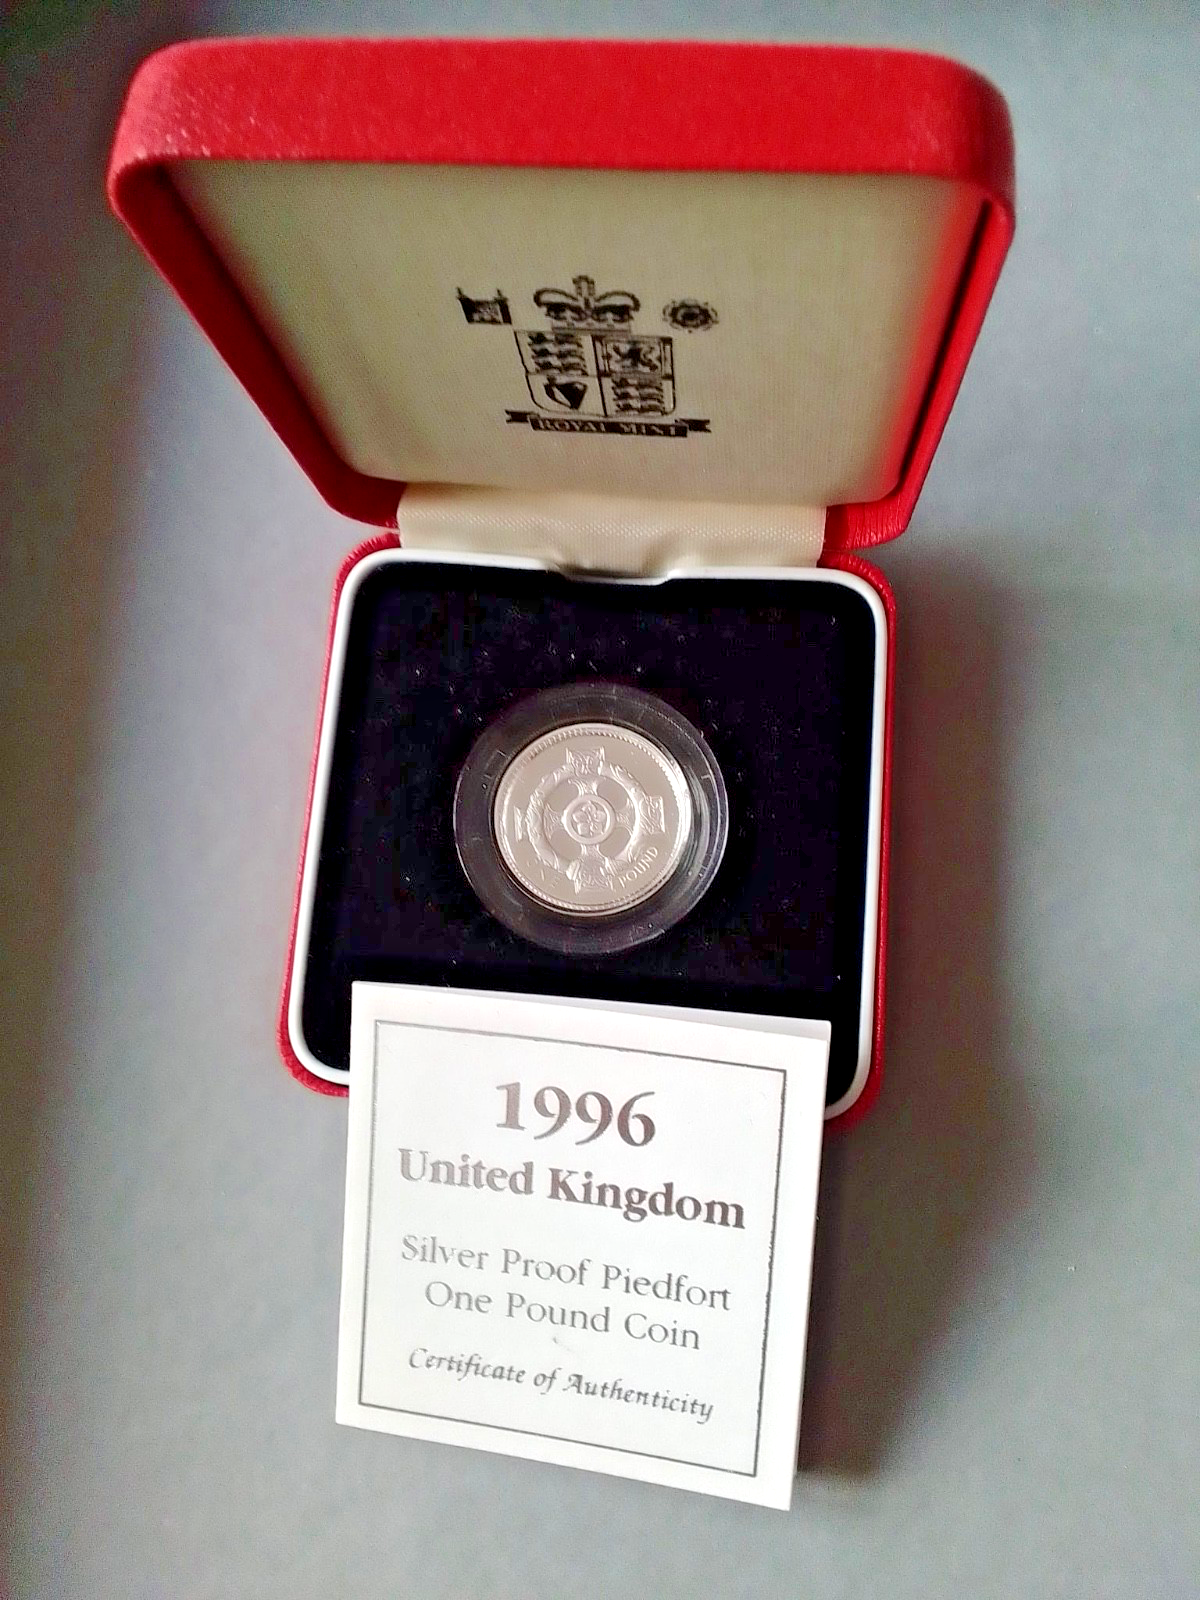 ROYAL MINT
ONE POUND
1996
United Kingdom
Silver Proof Piedfort
One Pound Coin
Certificate of Authenticity